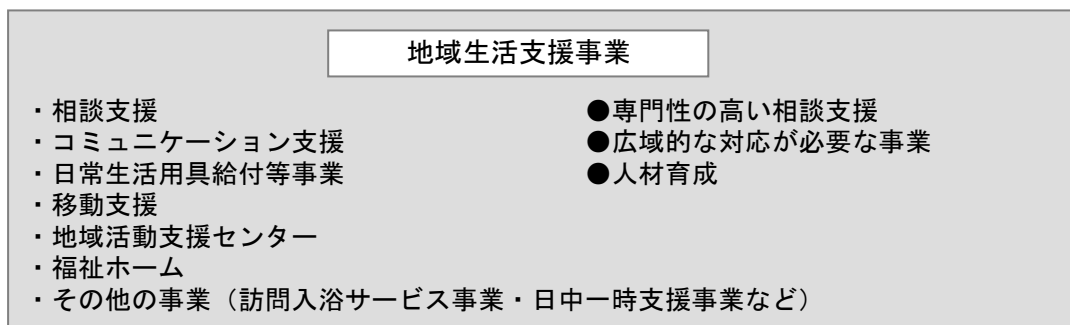 地域生活支援事業
・相談支援
・コミュニケーション支援
・日常生活用具給付等事業
・移動支援
・地域活動支援センター
・福祉ホーム
・その他の事業（訪問入浴サービス事業・日中一時支援事業など）
●専門性の高い相談支援
●広域的な対応が必要な事業
●人材育成